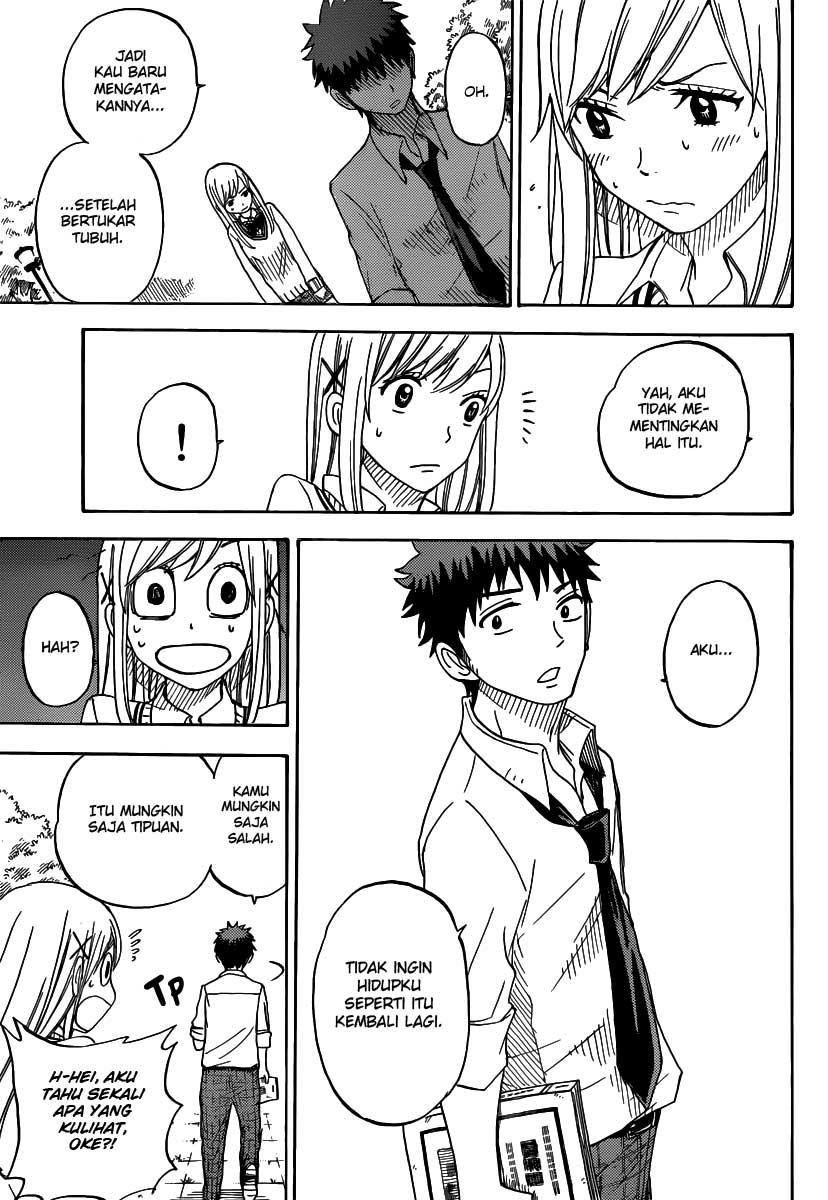 OH.
JADI
KAU BARU
MENGATA-
KANNYA...
...SETELAH
BERTUKAR
TUBUH.
YAH, AKU
TIDAK ME-
MENTINGKAN
HAL ITU.
!
AKU...
TIDAK INGIN
HIDUPKU
SEPERTI ITU
KEMBALI LAGI.
HAH?
KAMU
MUNGKIN
SAJA
SALAH.
ITU MUNGKIN
SAJA TIPUAN.
TP
H-HEI, AKU
TAHU SEKALI
APA YANG
KULIHAT,
OKE?!